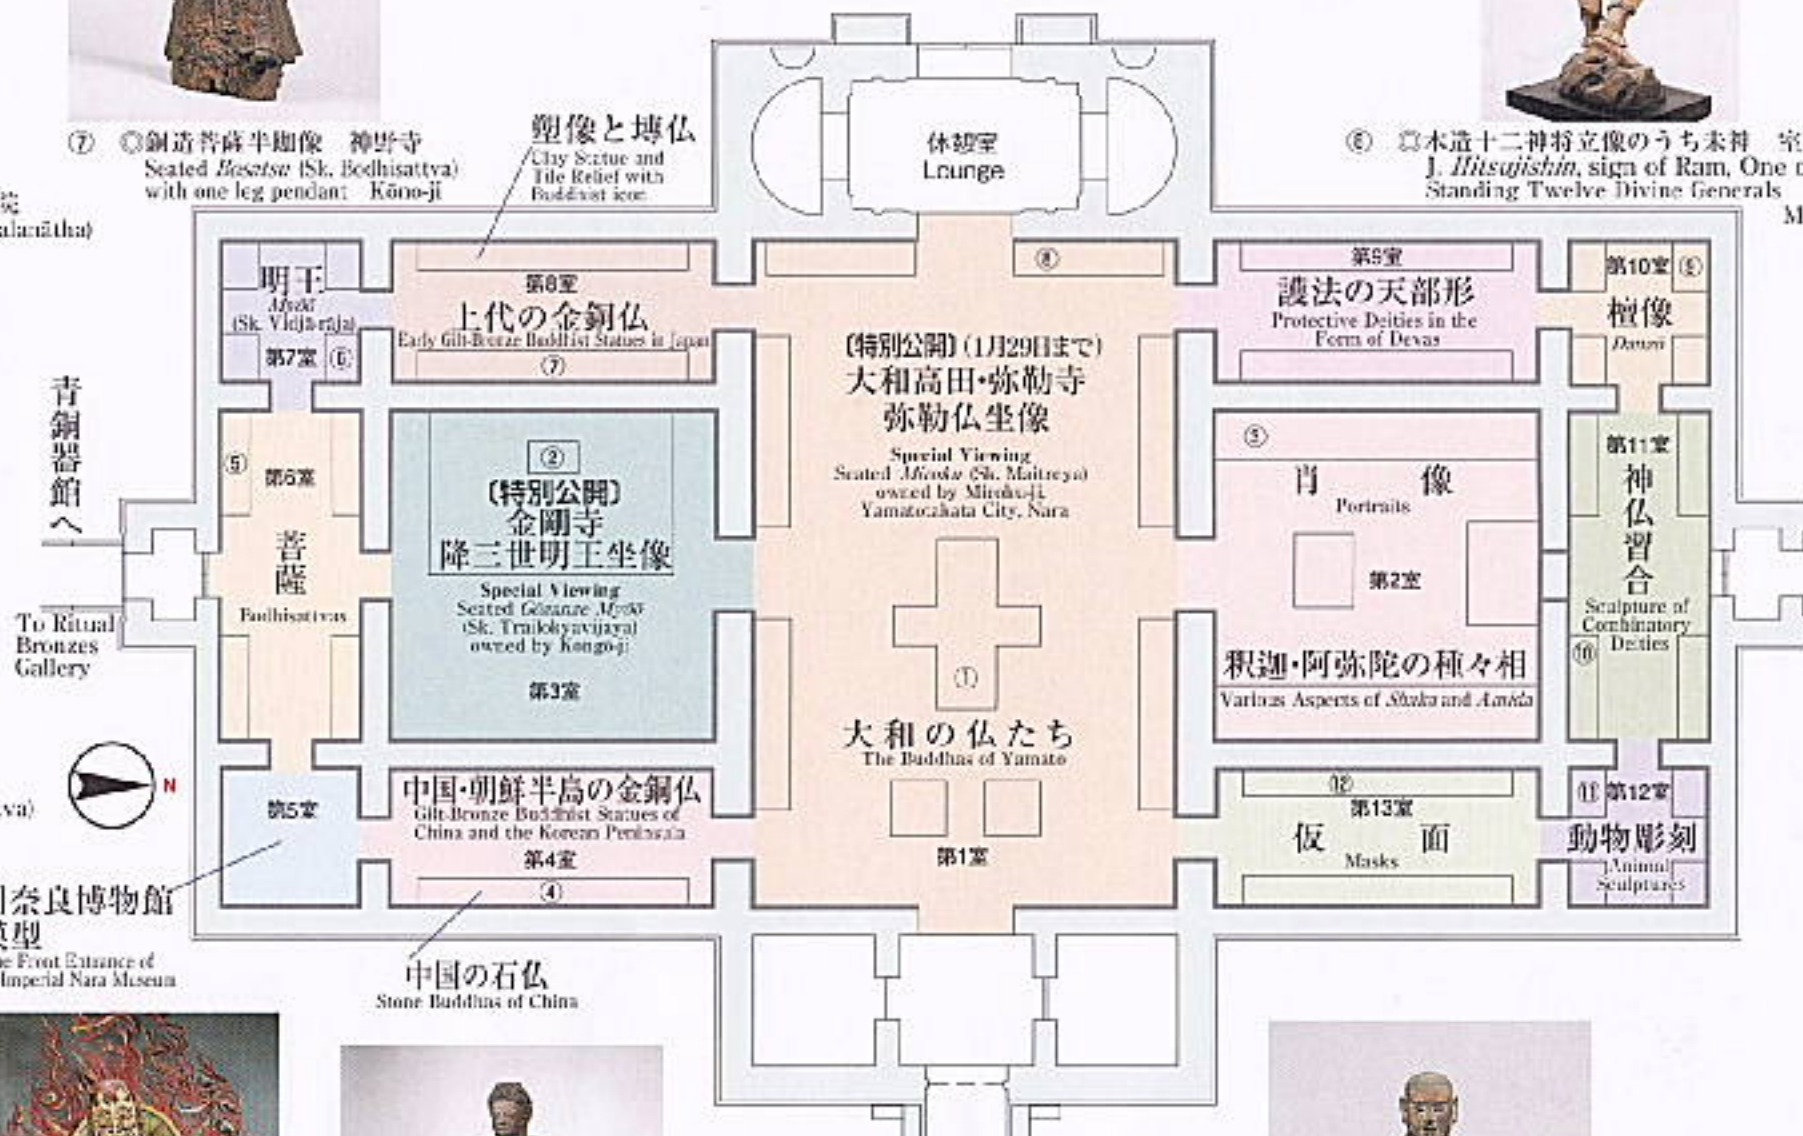 ⑦ ◎銅造菩薩半跏像 神野寺
Seated Bosatsu (Sk. Bodhisattva)
with one leg pendant Kōno-ji
塑像と塼仏
Clay Statue and
Tile Relief with
Buddhist icon
休憩室
Lounge
木造十二神将立像のうち未神 室
J. Hitsujishin, sign of Ram, One o
Standing Twelve Divine Generals
M
alanātha)
明王
Myōō
(Sk. Vidjā-rāja)
第7室 ⑥
第8室
上代の金銅仏
Early Gilt-Bronze Buddhist Statues in Japan
⑦
⑧
〔特別公開〕(1月29日まで)
大和高田・弥勒寺
弥勒仏坐像
Special Viewing
Seated Miroku (Sk. Maitreya)
owned by Miroku-ji,
Yamatotakata City, Nara
第9室
護法の天部形
Protective Deities in the
Form of Devas
第10室 ⑨
檀像
Danzō
青銅器館へ
To Ritual
Bronzes
Gallery
⑤
第6室
菩薩
Bodhisattvas
②
〔特別公開〕
金剛寺
降三世明王坐像
Special Viewing
Seated Gōzanze Myōō
(Sk. Trailokyavijaya)
owned by Kongō-ji
第3室
①
大和の仏たち
The Buddhas of Yamato
第1室
③
肖像
Portraits
第2室
釈迦・阿弥陀の種々相
Various Aspects of Shaka and Amida
第11室
神仏習合
Sculpture of
Combinatory
Deities
⑩
N
va)
第5室
中国・朝鮮半島の金銅仏
Gilt-Bronze Buddhist Statues of
China and the Korean Peninsula
第4室
④
⑫
第13室
仮面
Masks
⑪ 第12室
動物彫刻
Animal
Sculptures
奈良博物館
模型
e Front Entrance of
Imperial Nara Museum
中国の石仏
Stone Buddhas of China